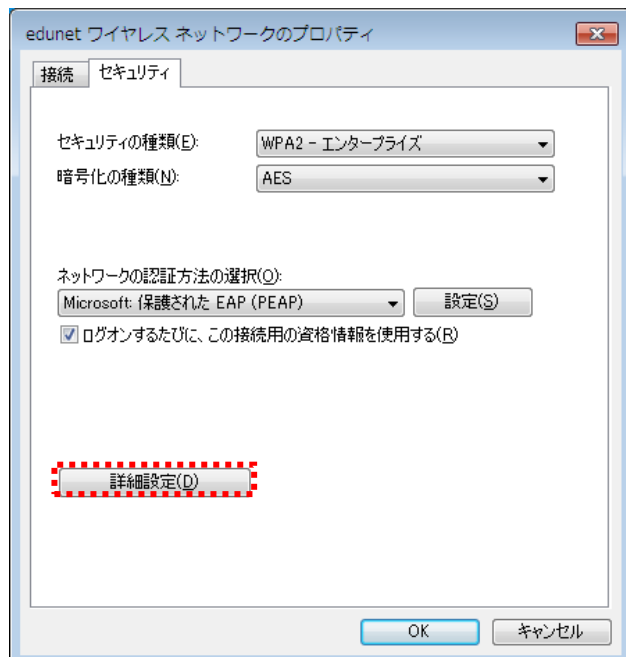 edunet ワイヤレス ネットワークのプロパティ
接続 セキュリティ
セキュリティの種類(E): WPA2 - エンタープライズ
暗号化の種類(N): AES
ネットワークの認証方法の選択(O):
Microsoft: 保護された EAP (PEAP) 設定(S)
ログオンするたびに、この接続用の資格情報を使用する(R)
詳細設定(D)
OK キャンセル